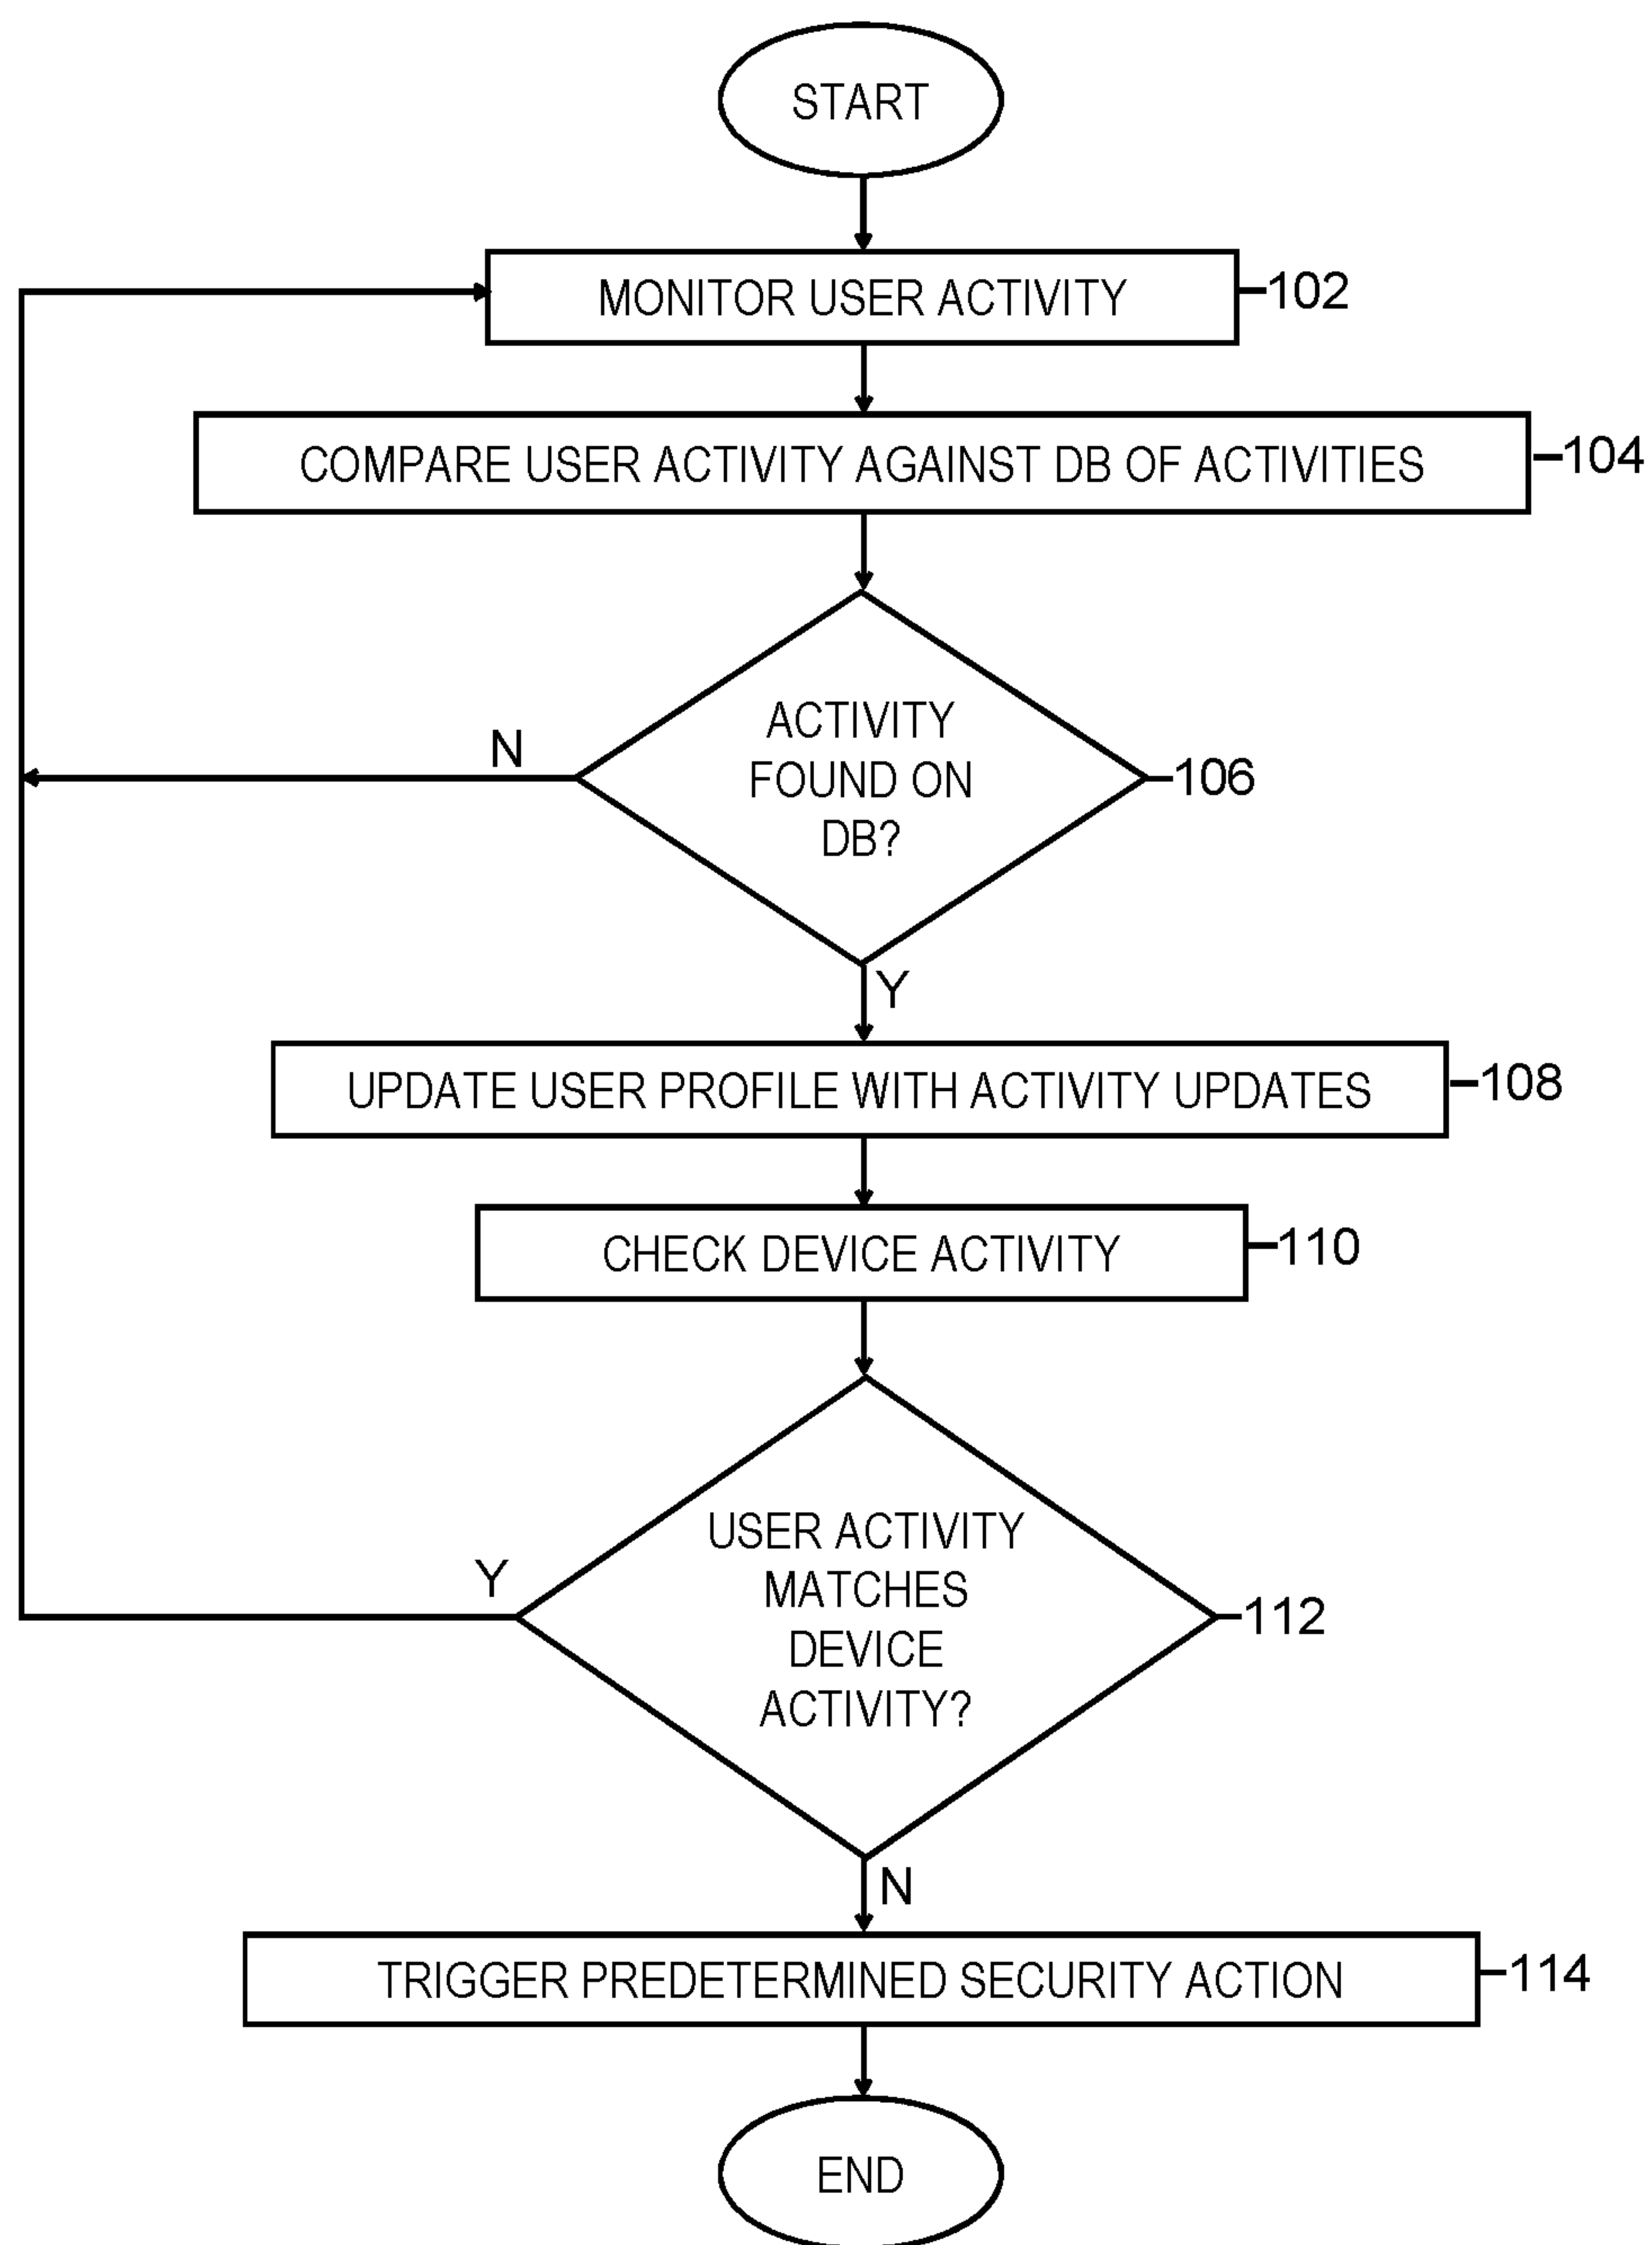 START
MONITOR USER ACTIVITY
102
COMPARE USER ACTIVITY AGAINST DB OF ACTIVITIES
104
ACTIVITY
FOUND ON
DB?
106
N
Y
UPDATE USER PROFILE WITH ACTIVITY UPDATES
108
CHECK DEVICE ACTIVITY
110
USER ACTIVITY
MATCHES
DEVICE
ACTIVITY?
112
Y
N
TRIGGER PREDETERMINED SECURITY ACTION
114
END